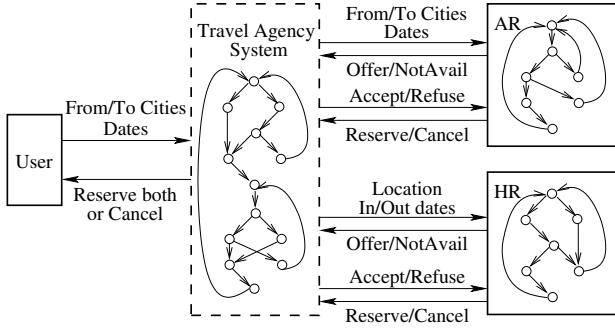 User
From/To Cities
Dates
Reserve both
or Cancel
Travel Agency
System
From/To Cities
Dates
Offer/NotAvail
Accept/Refuse
Reserve/Cancel
AR
Location
In/Out dates
Offer/NotAvail
Accept/Refuse
Reserve/Cancel
HR